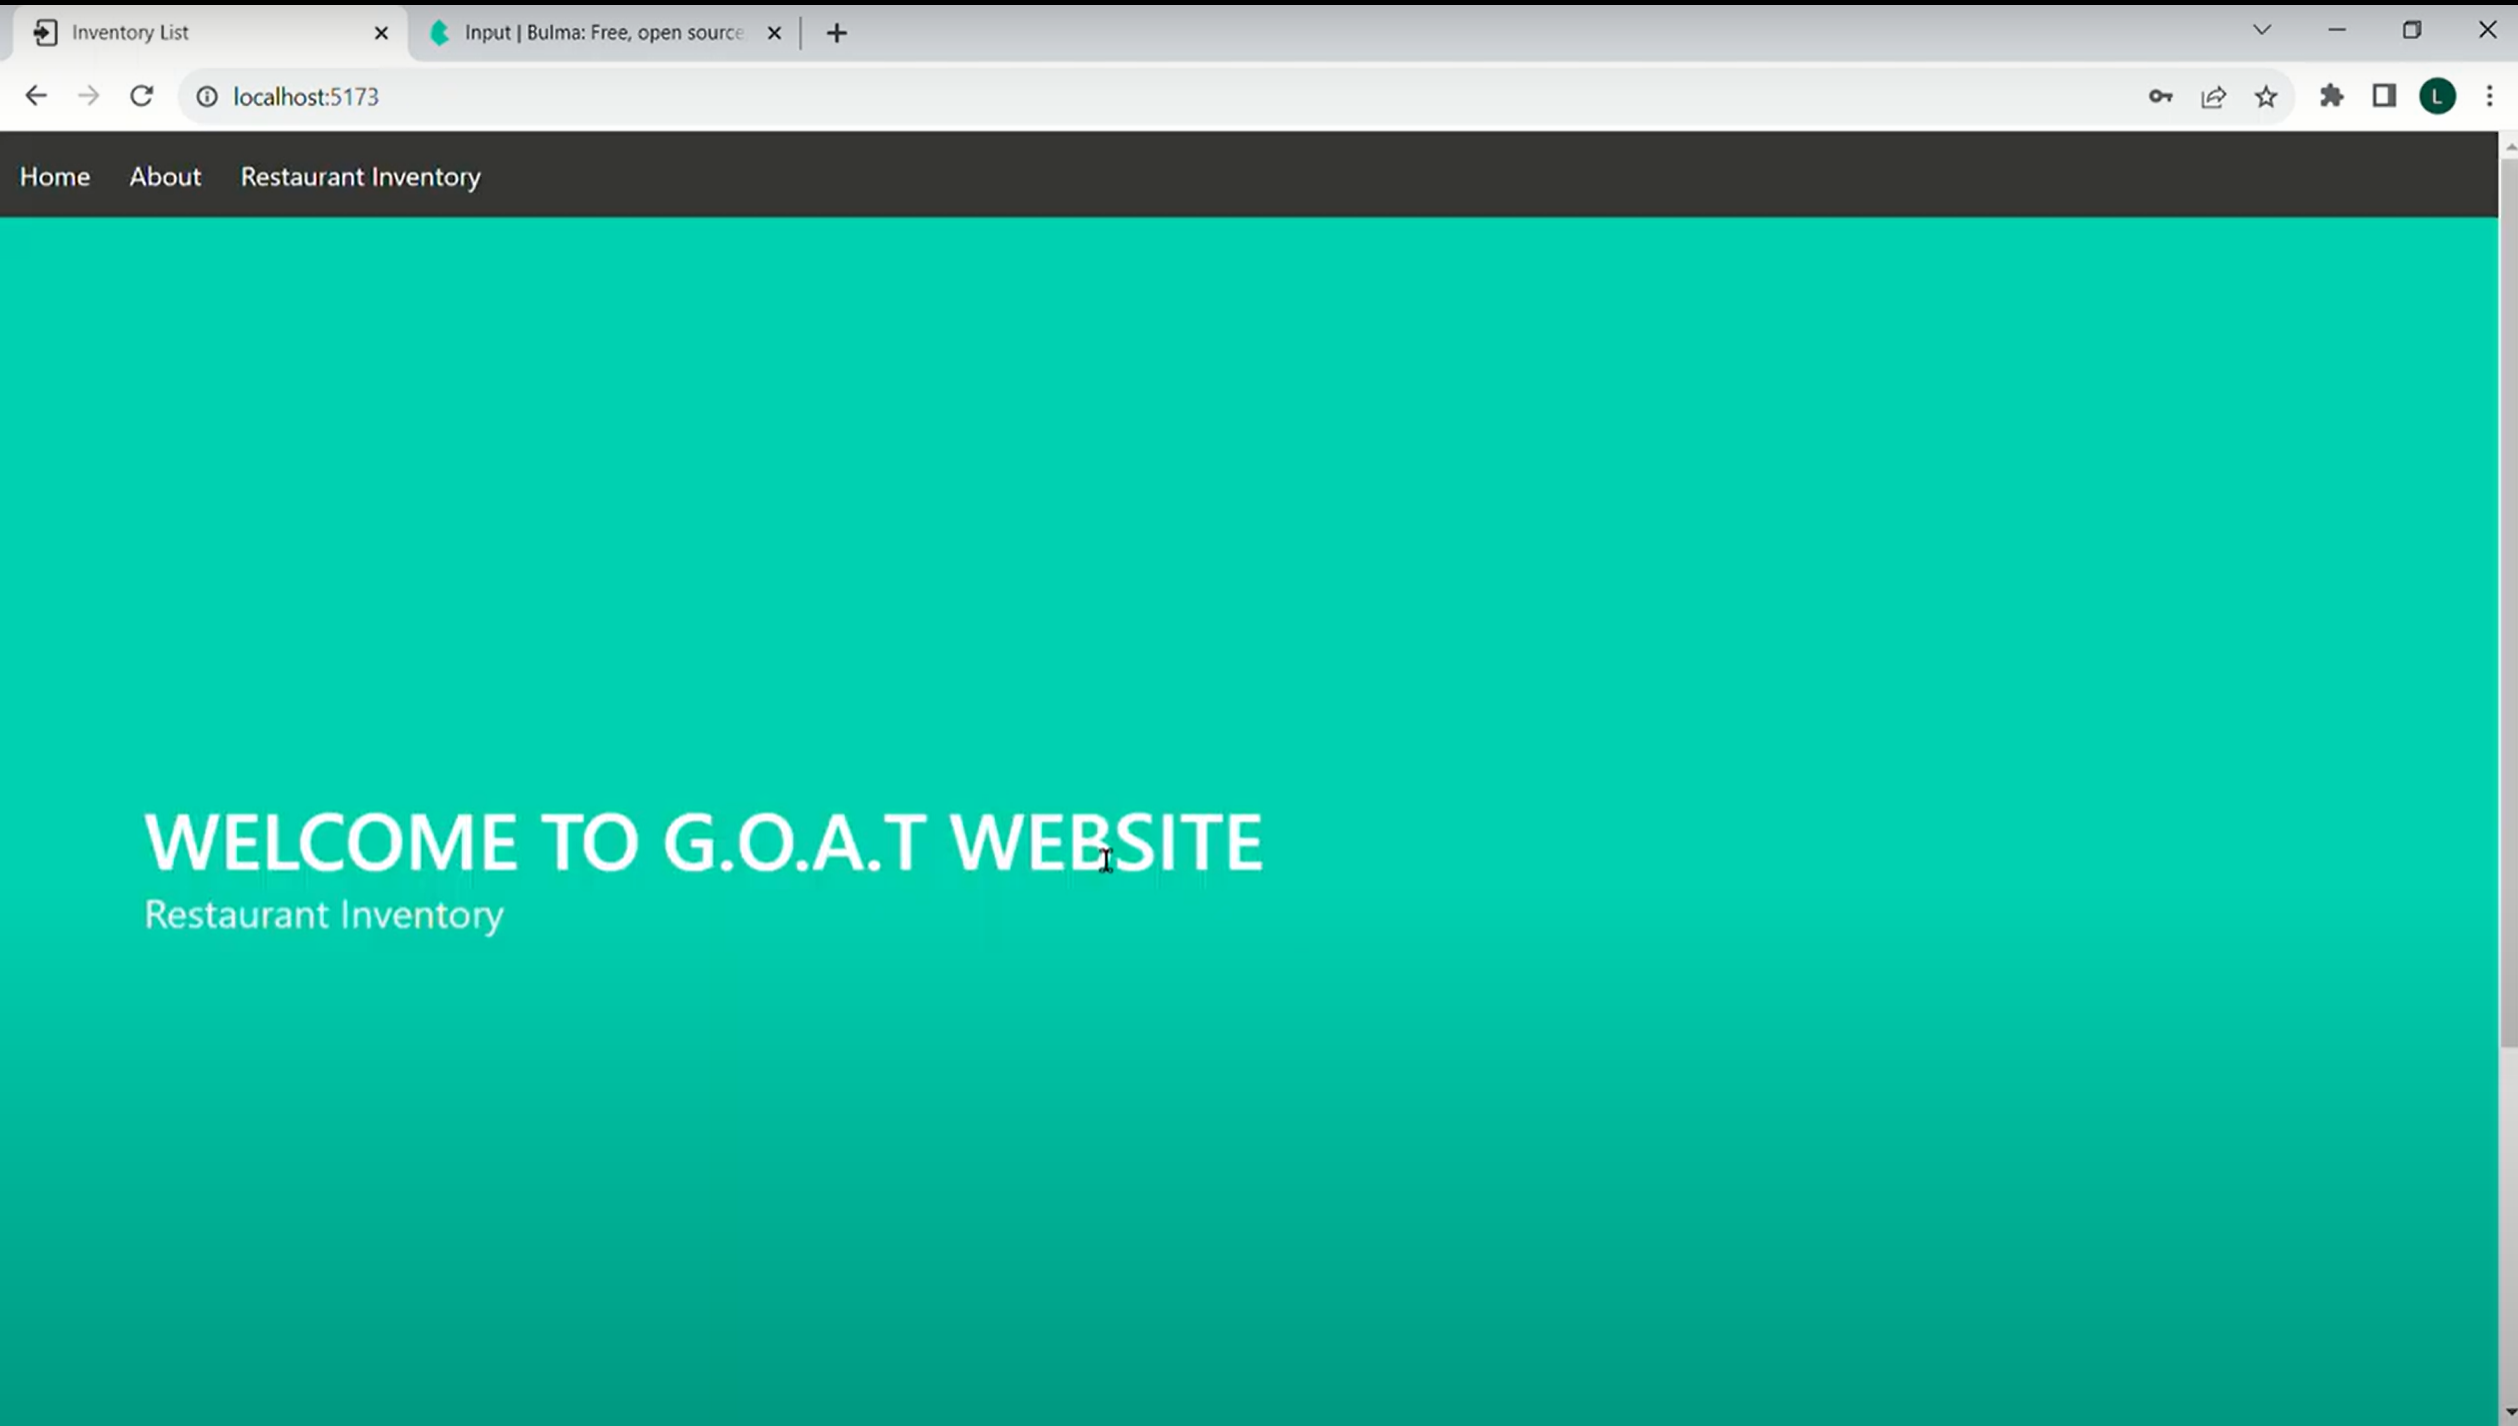 Inventory List
Input | Bulma: Free, open source
localhost:5173
L
Home About Restaurant Inventory
WELCOME TO G.O.A.T WEBSITE
Restaurant Inventory